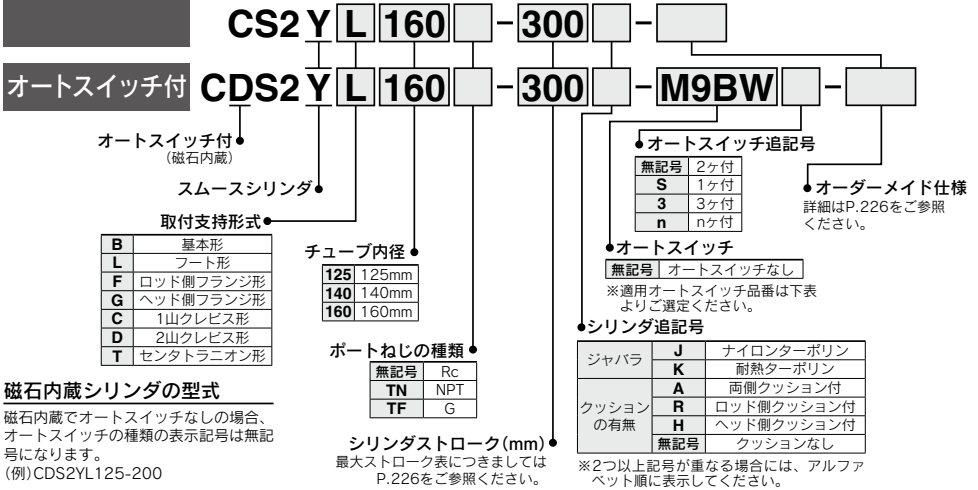 CS2YL160-300-
オートスイッチ付 CDS2YL160-300-M9BW-
オートスイッチ付
(磁石内蔵)
スムースシリンダ
取付支持形式
B 基本形
L フート形
F ロッド側フランジ形
G ヘッド側フランジ形
C 1山クレビス形
D 2山クレビス形
T センタトラニオン形
チューブ内径
125 125mm
140 140mm
160 160mm
ポートねじの種類
無記号 Rc
TN NPT
TF G
シリンダストローク(mm)
最大ストローク表につきましては
P.226をご参照ください。
オートスイッチ追記号
無記号 2ヶ付
S 1ヶ付
3 3ヶ付
n nヶ付
オーダーメイド仕様
詳細はP.226をご参照
ください。
オートスイッチ
無記号 オートスイッチなし
※適用オートスイッチ品番は下表
よりご選定ください。
シリンダ追記号
ジャバラ
J ナイロンターポリン
K 耐熱ターポリン
クッション
の有無
A 両側クッション付
R ロッド側クッション付
H ヘッド側クッション付
無記号 クッションなし
※2つ以上記号が重なる場合には、アルファ
ベット順に表示してください。
磁石内蔵シリンダの型式
磁石内蔵でオートスイッチなしの場合、
オートスイッチの種類の表示記号は無記
号になります。
(例)CDS2YL125-200